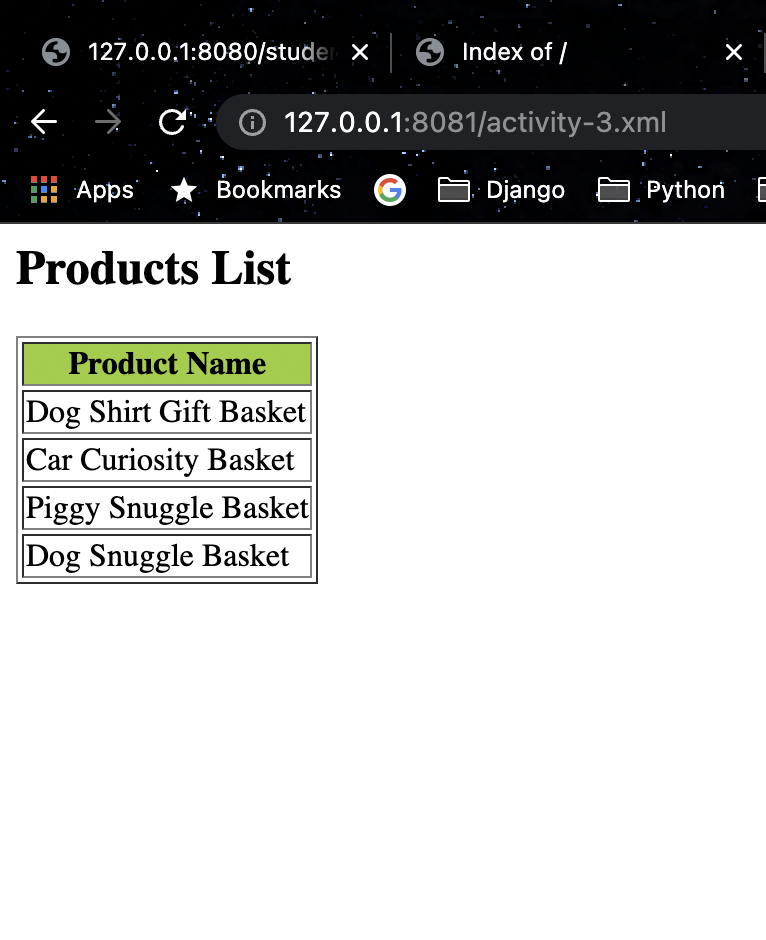 127.0.0.1:8080/stude
Index of /
127.0.0.1:8081/activity-3.xml
Apps
Bookmarks
Django
Python
Products List
Product Name
Dog Shirt Gift Basket
Car Curiosity Basket
Piggy Snuggle Basket
Dog Snuggle Basket